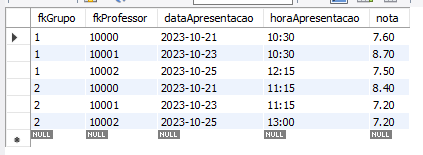 fkGrupo fkProfessor dataApresentacao horaApresentacao nota
1 10000 2023-10-21 10:30 7.60
1 10001 2023-10-23 10:30 8.70
1 10002 2023-10-25 12:15 7.50
2 10000 2023-10-21 11:15 8.40
2 10001 2023-10-23 11:15 7.20
2 10002 2023-10-25 13:00 7.20
NULL NULL NULL NULL NULL